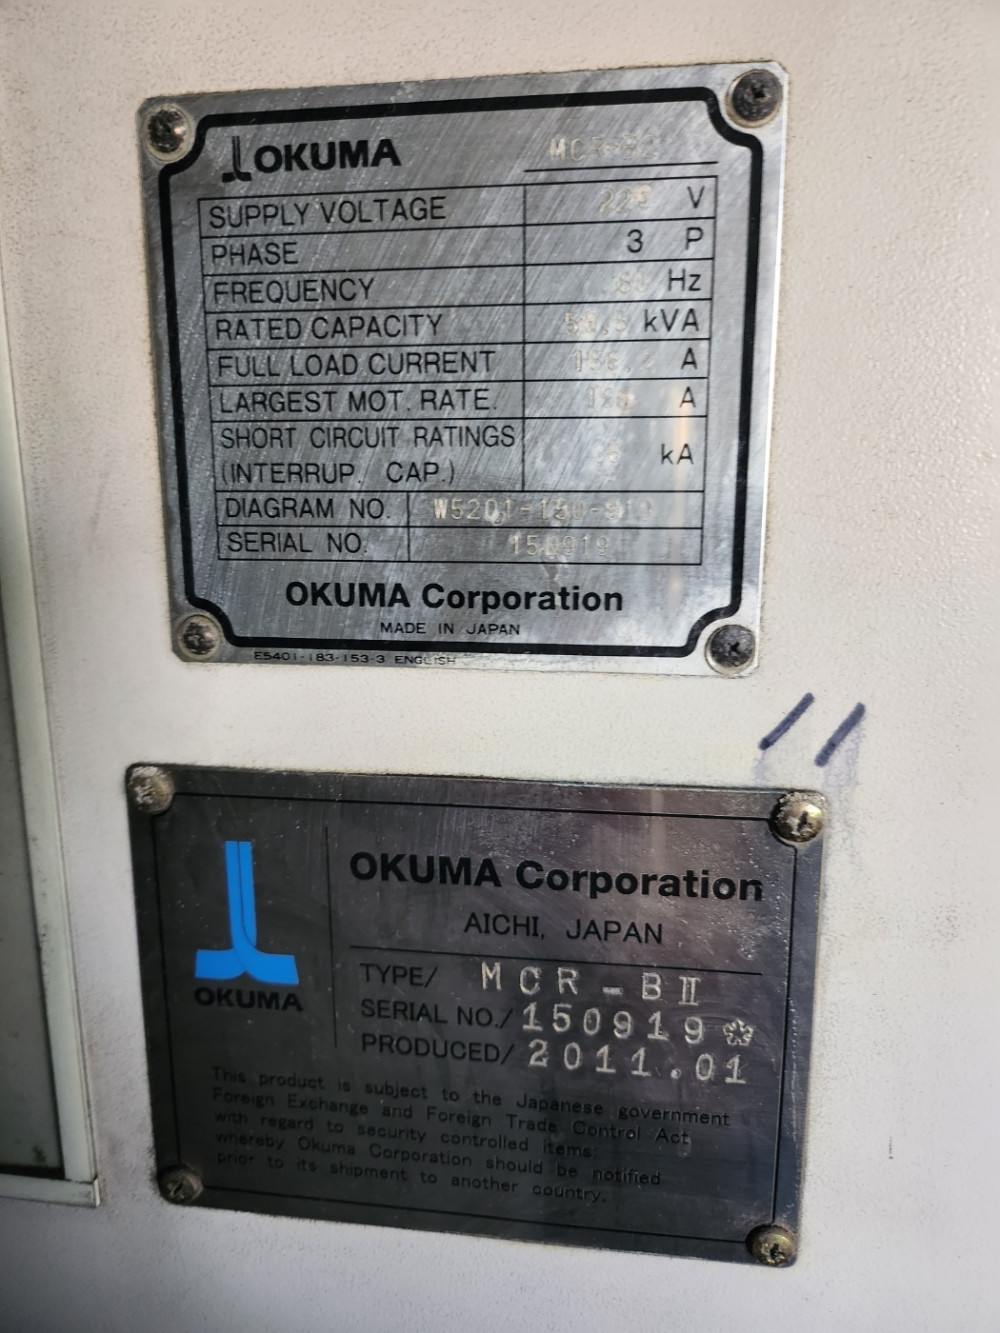 OKUMA
SUPPLY VOLTAGE V
PHASE 3 P
FREQUENCY Hz
RATED CAPACITY kVA
FULL LOAD CURRENT A
LARGEST MOT. RATE. A
SHORT CIRCUIT RATINGS
(INTERRUP. CAP.) kA
DIAGRAM NO.
SERIAL NO. 150919
OKUMA Corporation
MADE IN JAPAN
E5401-183-153-3 ENGLISH
OKUMA Corporation
AICHI, JAPAN
OKUMA
TYPE/ MCR-BⅡ
SERIAL NO./ 150919
PRODUCED/ 2011.01
This product is subject to the Japanese government
Foreign Exchange and Foreign Trade Control Act
with regard to security controlled items;
whereby Okuma Corporation should be notified
prior to its shipment to another country.